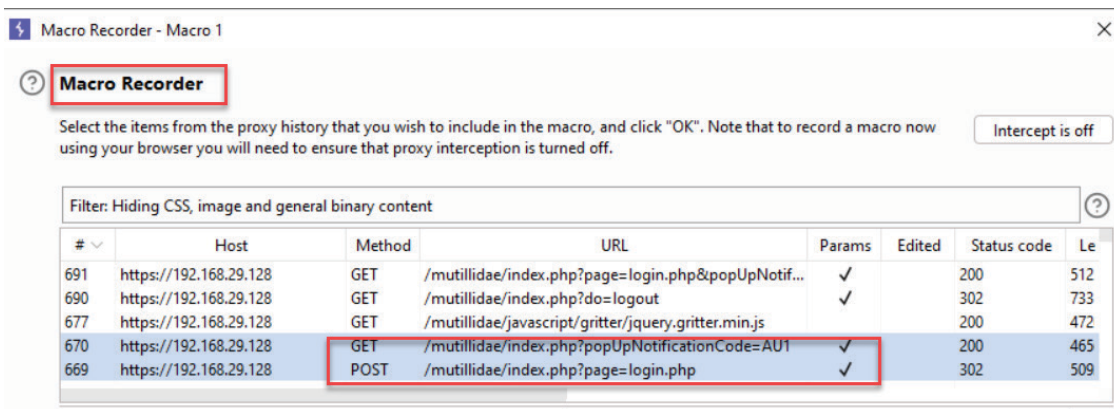 Macro Recorder - Macro 1
Macro Recorder
Select the items from the proxy history that you wish to include in the macro, and click "OK". Note that to record a macro now
using your browser you will need to ensure that proxy interception is turned off.
Intercept is off
Filter: Hiding CSS, image and general binary content
# Host Method URL Params Edited Status code Le
691 https://192.168.29.128 GET /mutillidae/index.php?page=login.php&popUpNotif... ✓ 200 512
690 https://192.168.29.128 GET /mutillidae/index.php?do=logout ✓ 302 733
677 https://192.168.29.128 GET /mutillidae/javascript/gritter/jquery.gritter.min.js 200 472
670 https://192.168.29.128 GET /mutillidae/index.php?popUpNotificationCode=AU1 ✓ 200 465
669 https://192.168.29.128 POST /mutillidae/index.php?page=login.php ✓ 302 509